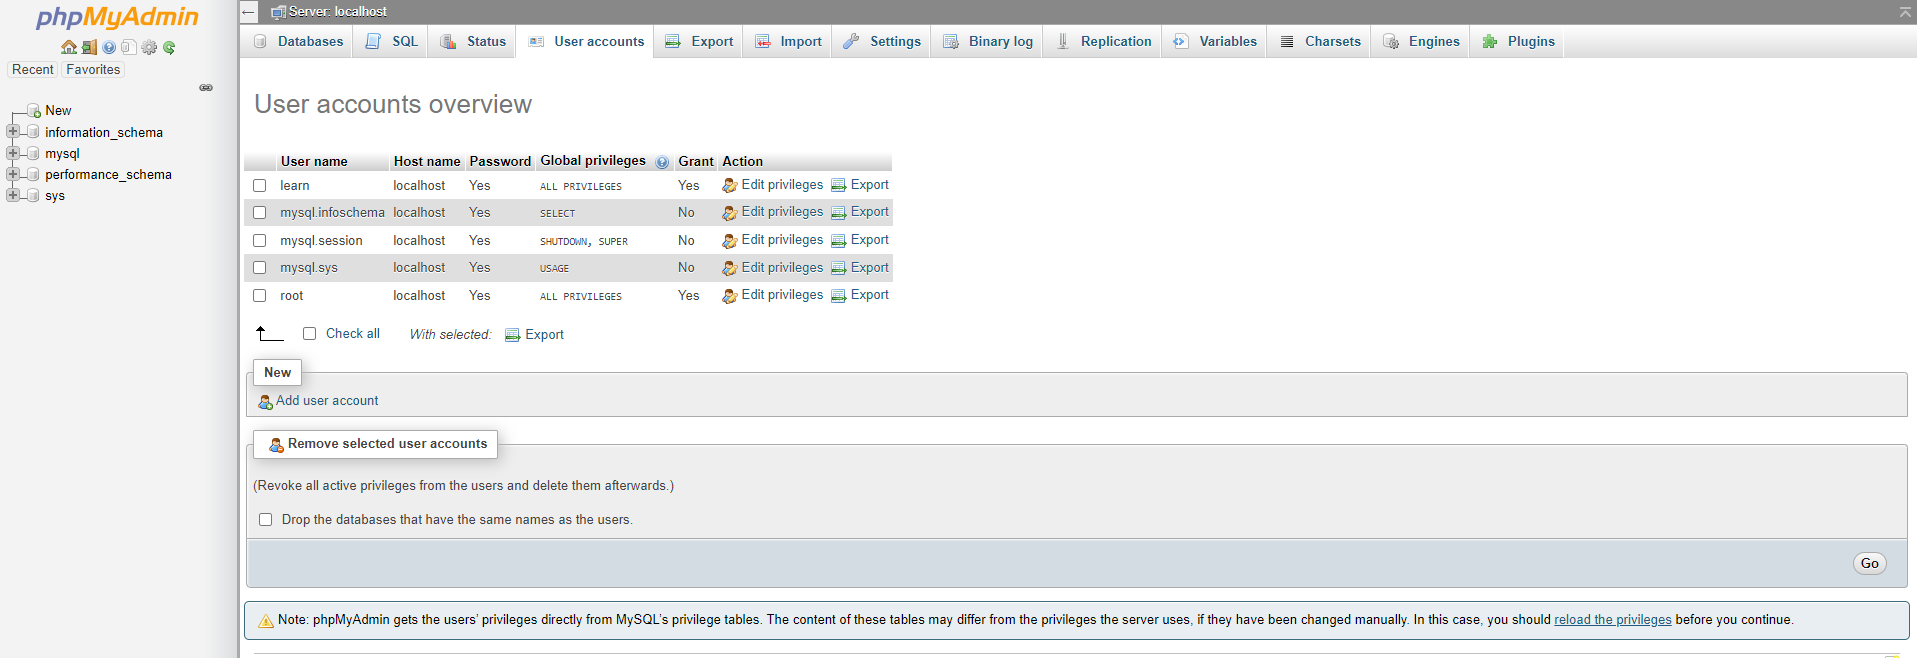 phpMyAdmin
Recent Favorites
New
information_schema
mysql
performance_schema
sys
Server: localhost
Databases SQL Status User accounts Export Import Settings Binary log Replication Variables Charsets Engines Plugins
User accounts overview
User name Host name Password Global privileges Grant Action
learn localhost Yes ALL PRIVILEGES Yes Edit privileges Export
mysql.infoschema localhost Yes SELECT No Edit privileges Export
mysql.session localhost Yes SHUTDOWN, SUPER No Edit privileges Export
mysql.sys localhost Yes USAGE No Edit privileges Export
root localhost Yes ALL PRIVILEGES Yes Edit privileges Export
Check all With selected: Export
New
Add user account
Remove selected user accounts
(Revoke all active privileges from the users and delete them afterwards.)
Drop the databases that have the same names as the users.
Go
Note: phpMyAdmin gets the users' privileges directly from MySQL's privilege tables. The content of these tables may differ from the privileges the server uses, if they have been changed manually. In this case, you should reload the privileges before you continue.